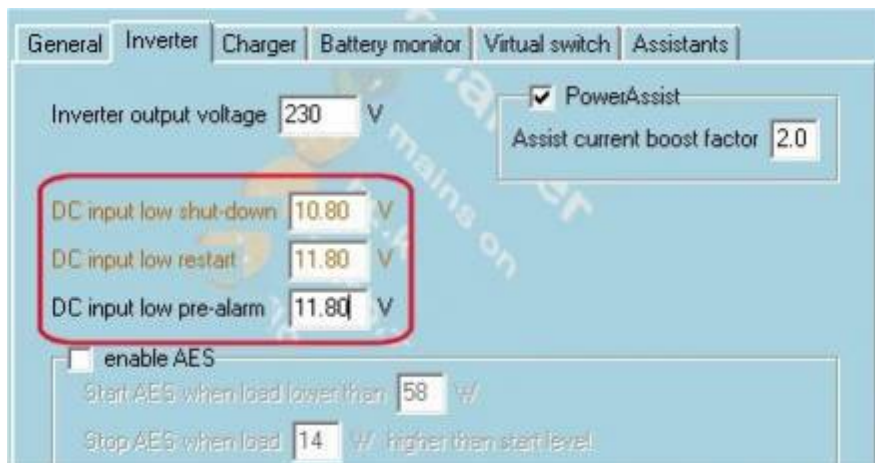 General Inverter Charger Battery monitor Virtual switch Assistants
Inverter output voltage 230 V
PowerAssist
Assist current boost factor 2.0
DC input low shut-down 10.80 V
DC input low restart 11.80 V
DC input low pre-alarm 11.80 V
enable AES
Start AES when load lower than 58 W
Stop AES when load 14 W higher than start level
mains on